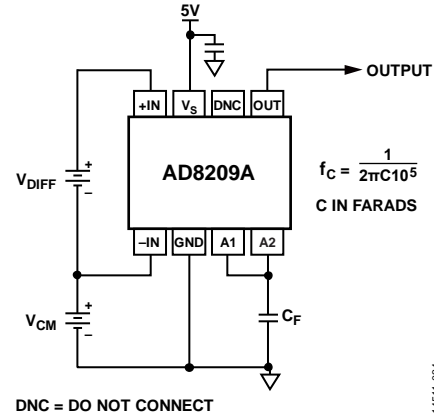 5V
OUTPUT
+IN
VS
DNC
OUT
AD8209A
fC = 1 / 2πC10^5
C IN FARADS
VDIFF
+
–
–IN
GND
A1
A2
VCM
+
–
CF
DNC = DO NOT CONNECT